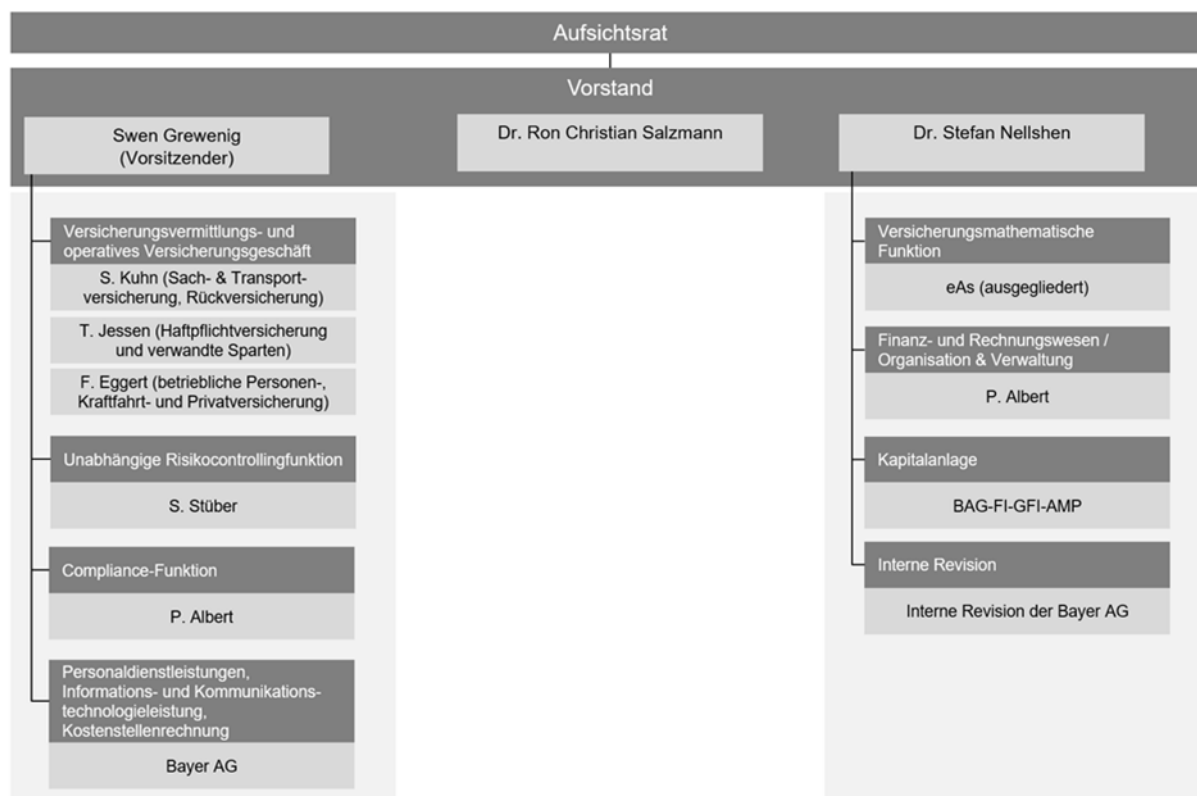 Aufsichtsrat
Vorstand
Swen Grewenig
(Vorsitzender)
Dr. Ron Christian Salzmann
Dr. Stefan Nellshen
Versicherungsvermittlungs- und
operatives Versicherungsgeschäft
S. Kuhn (Sach- & Transport-
versicherung, Rückversicherung)
T. Jessen (Haftpflichtversicherung
und verwandte Sparten)
F. Eggert (betriebliche Personen-,
Kraftfahrt- und Privatversicherung)
Unabhängige Risikocontrollingfunktion
S. Stüber
Compliance-Funktion
P. Albert
Personaldienstleistungen,
Informations- und Kommunikations-
technologieleistung,
Kostenstellenrechnung
Bayer AG
Versicherungsmathematische
Funktion
eAs (ausgegliedert)
Finanz- und Rechnungswesen /
Organisation & Verwaltung
P. Albert
Kapitalanlage
BAG-FI-GFI-AMP
Interne Revision
Interne Revision der Bayer AG